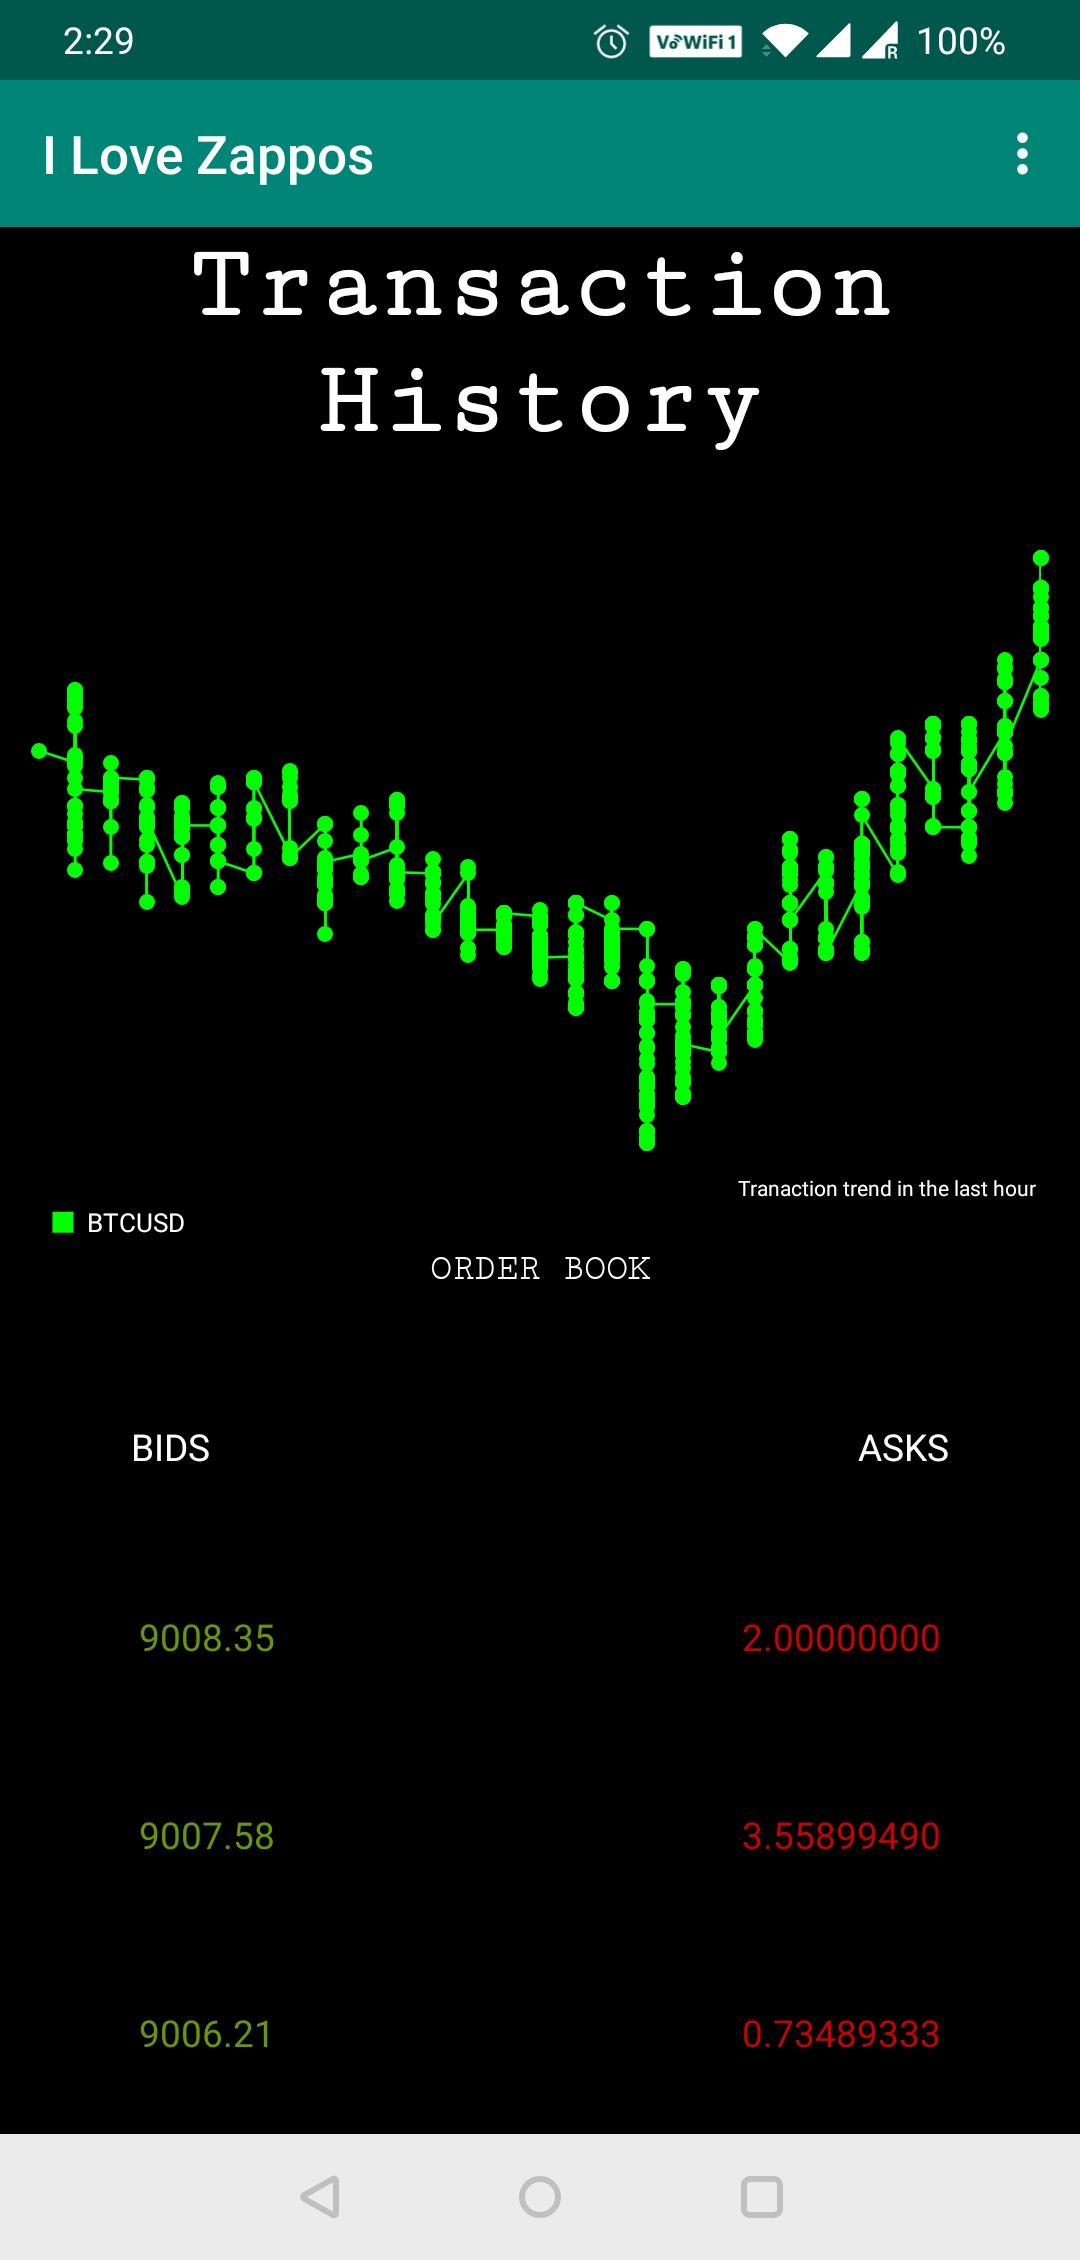 2:29 VoWiFi 1 R 100%
I Love Zappos
Transaction
History
Tranaction trend in the last hour
BTCUSD
ORDER BOOK
BIDS ASKS
9008.35 2.00000000
9007.58 3.55899490
9006.21 0.73489333